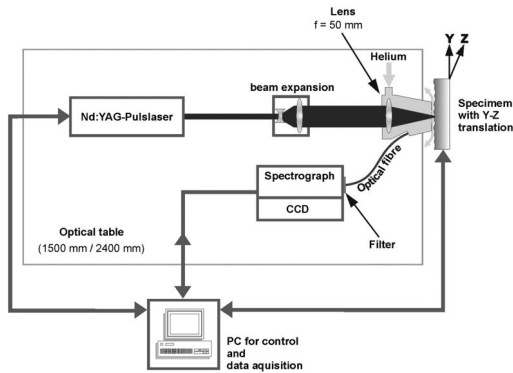 Lens
f = 50 mm
Y Z
Helium
beam expansion
Nd:YAG-Pulslaser
Specimem
with Y-Z
translation
Optical fibre
Spectrograph
CCD
Filter
Optical table
(1500 mm / 2400 mm)
PC for control
and
data aquisition